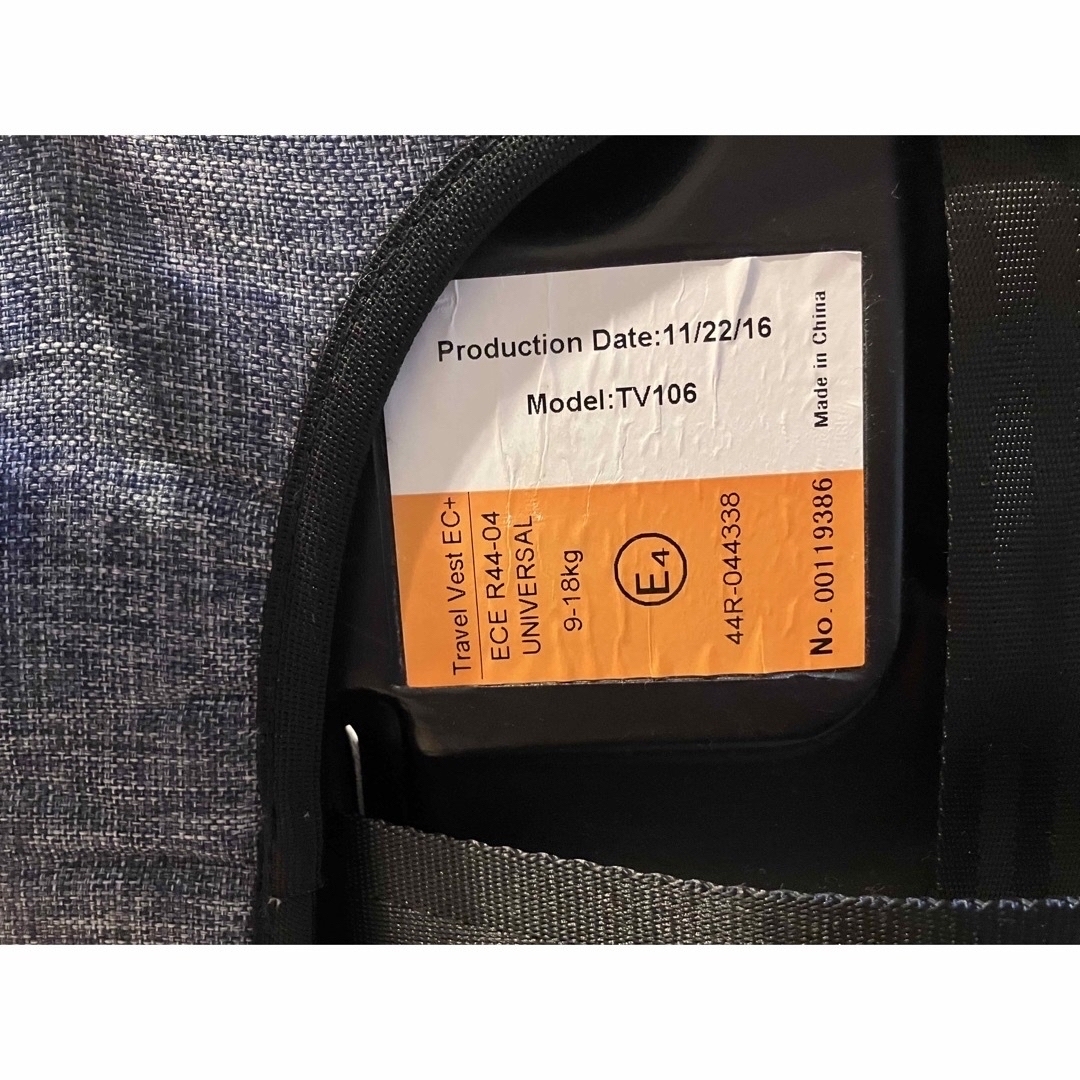 Production Date:11/22/16
Model:TV106
Made in China
Travel Vest EC+
ECE R44-04
UNIVERSAL
9-18kg
E4
44R-044338
No. 00119386